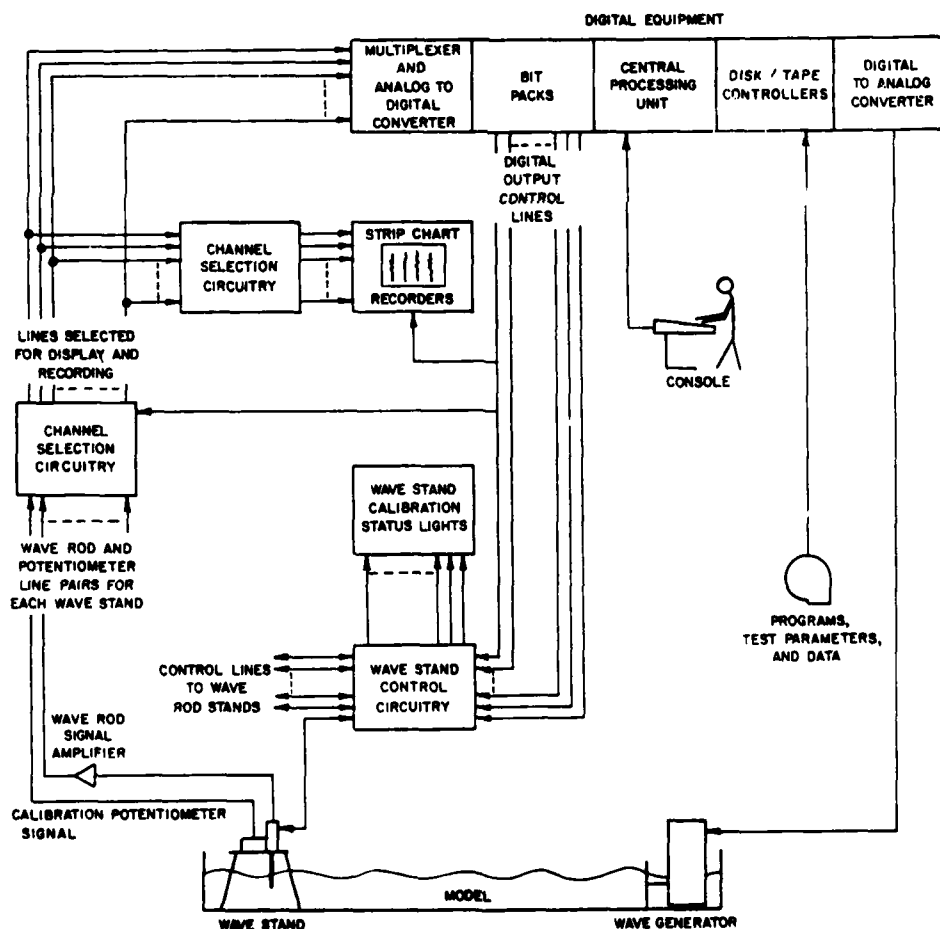 DIGITAL EQUIPMENT
MULTIPLEXER
AND
ANALOG TO
DIGITAL
CONVERTER
BIT
PACKS
CENTRAL
PROCESSING
UNIT
DISK / TAPE
CONTROLLERS
DIGITAL
TO ANALOG
CONVERTER
DIGITAL
OUTPUT
CONTROL
LINES
CHANNEL
SELECTION
CIRCUITRY
STRIP CHART
RECORDERS
LINES SELECTED
FOR DISPLAY AND
RECORDING
CONSOLE
CHANNEL
SELECTION
CIRCUITRY
WAVE STAND
CALIBRATION
STATUS LIGHTS
WAVE ROD AND
POTENTIOMETER
LINE PAIRS FOR
EACH WAVE STAND
PROGRAMS,
TEST PARAMETERS,
AND DATA
CONTROL LINES
TO WAVE
ROD STANDS
WAVE STAND
CONTROL
CIRCUITRY
WAVE ROD
SIGNAL
AMPLIFIER
CALIBRATION POTENTIOMETER
SIGNAL
MODEL
WAVE STAND
WAVE GENERATOR